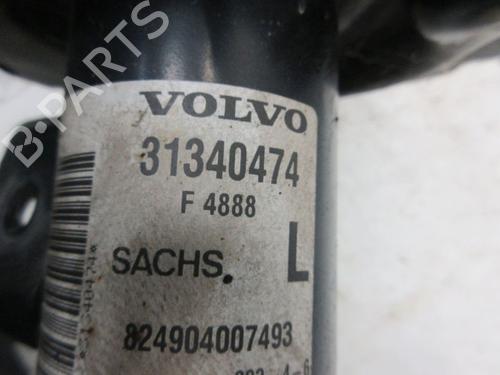 VOLVO
31340474
F 4888
SACHS.
L
824904007493
B-PARTS